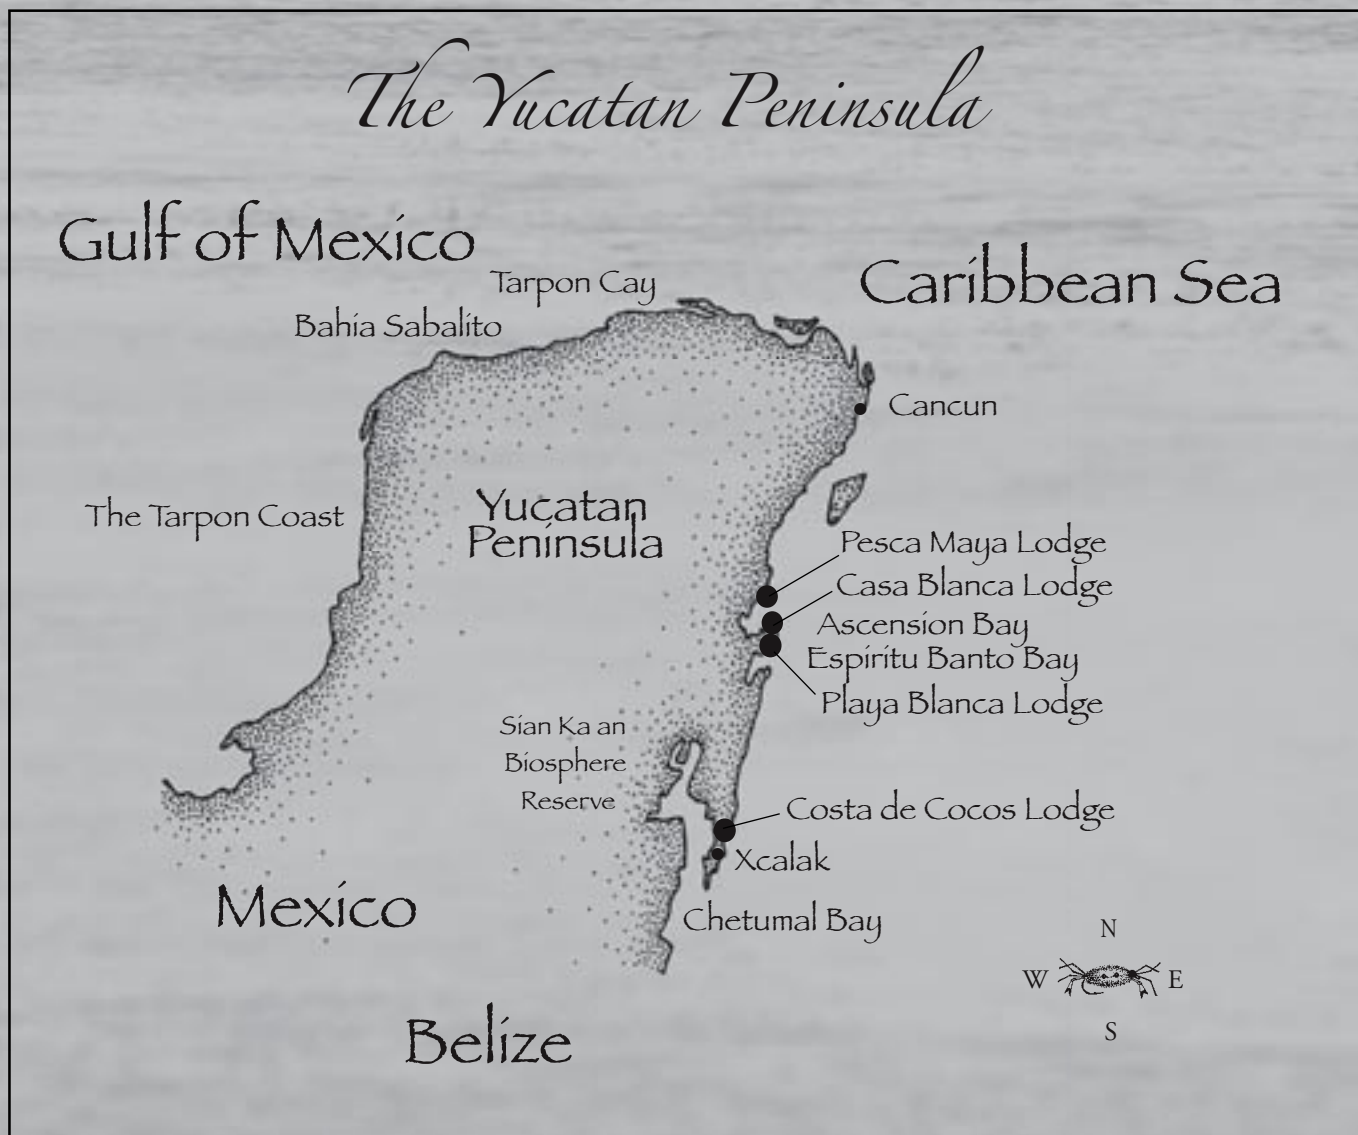 The Yucatan Peninsula
Gulf of Mexico
Caribbean Sea
Tarpon Cay
Bahia Sabalito
Cancun
The Tarpon Coast
Yucatan
Peninsula
Pesca Maya Lodge
Casa Blanca Lodge
Ascension Bay
Espiritu Banto Bay
Playa Blanca Lodge
Sian Ka an
Biosphere
Reserve
Costa de Cocos Lodge
Xcalak
Mexico
Chetumal Bay
N
W E
S
Belize